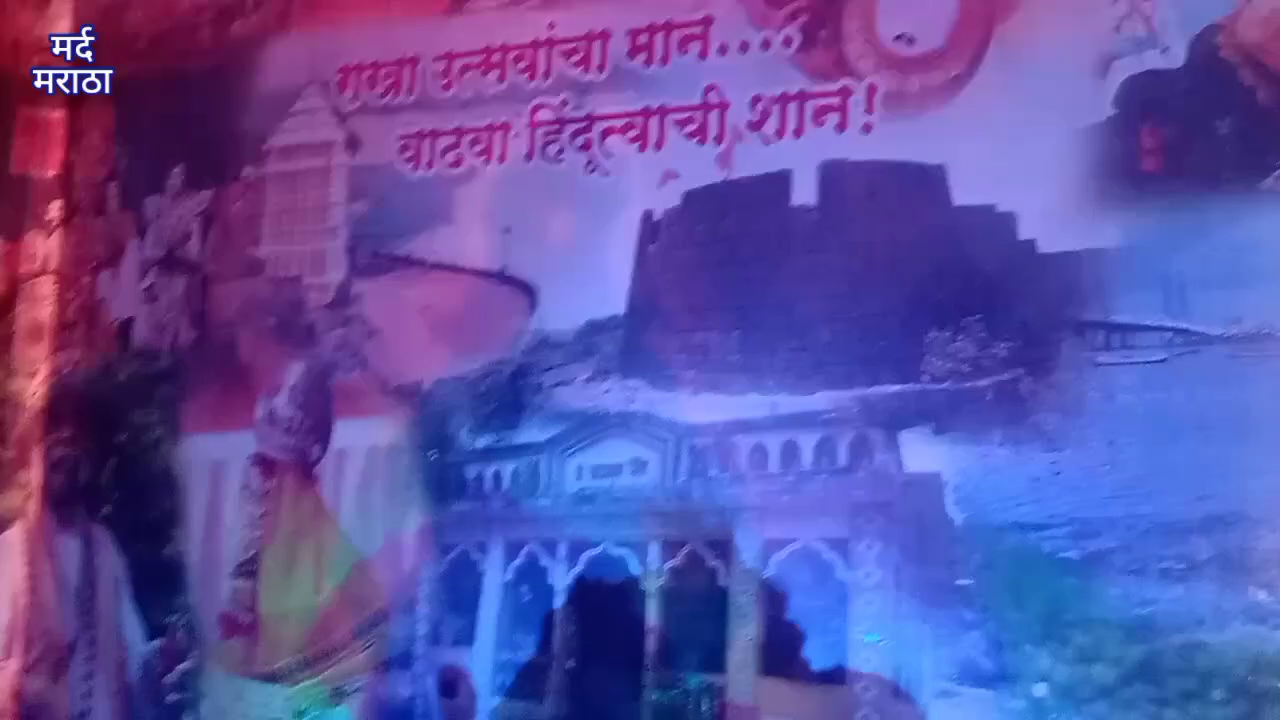 मर्द
मराठा
राखा उत्सवांचा मान....
वाढवा हिंदूत्वाची शान!